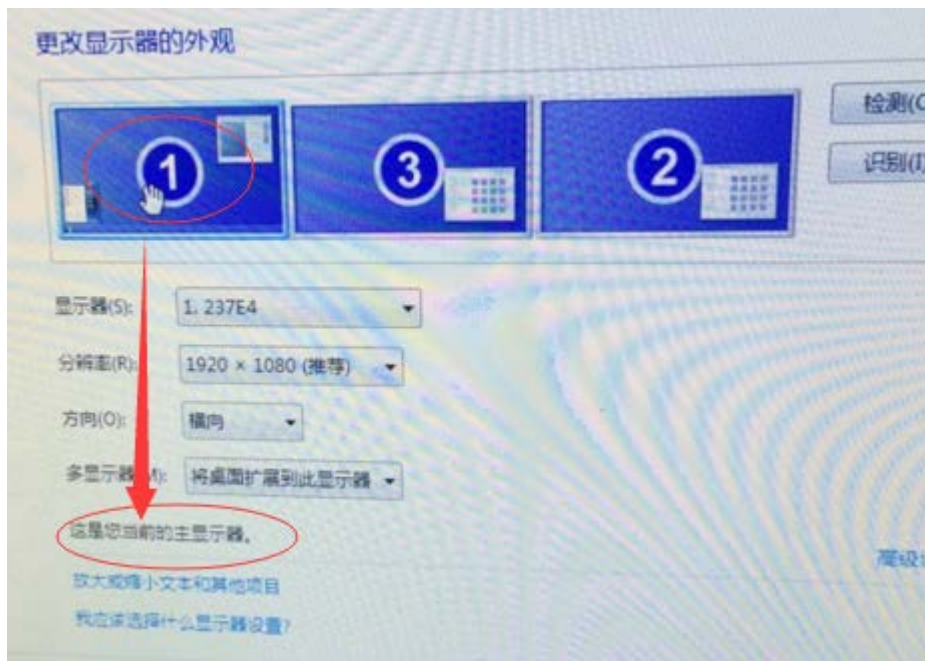 更改显示器的外观
1
3
2
检测(C
识别(I)
显示器(S):
1. 237E4
分辨率(R):
1920 × 1080 (推荐)
方向(O):
横向
多显示器(M):
将桌面扩展到此显示器
这是您当前的主显示器。
高级
放大或缩小文本和其他项目
我应该选择什么显示器设置?